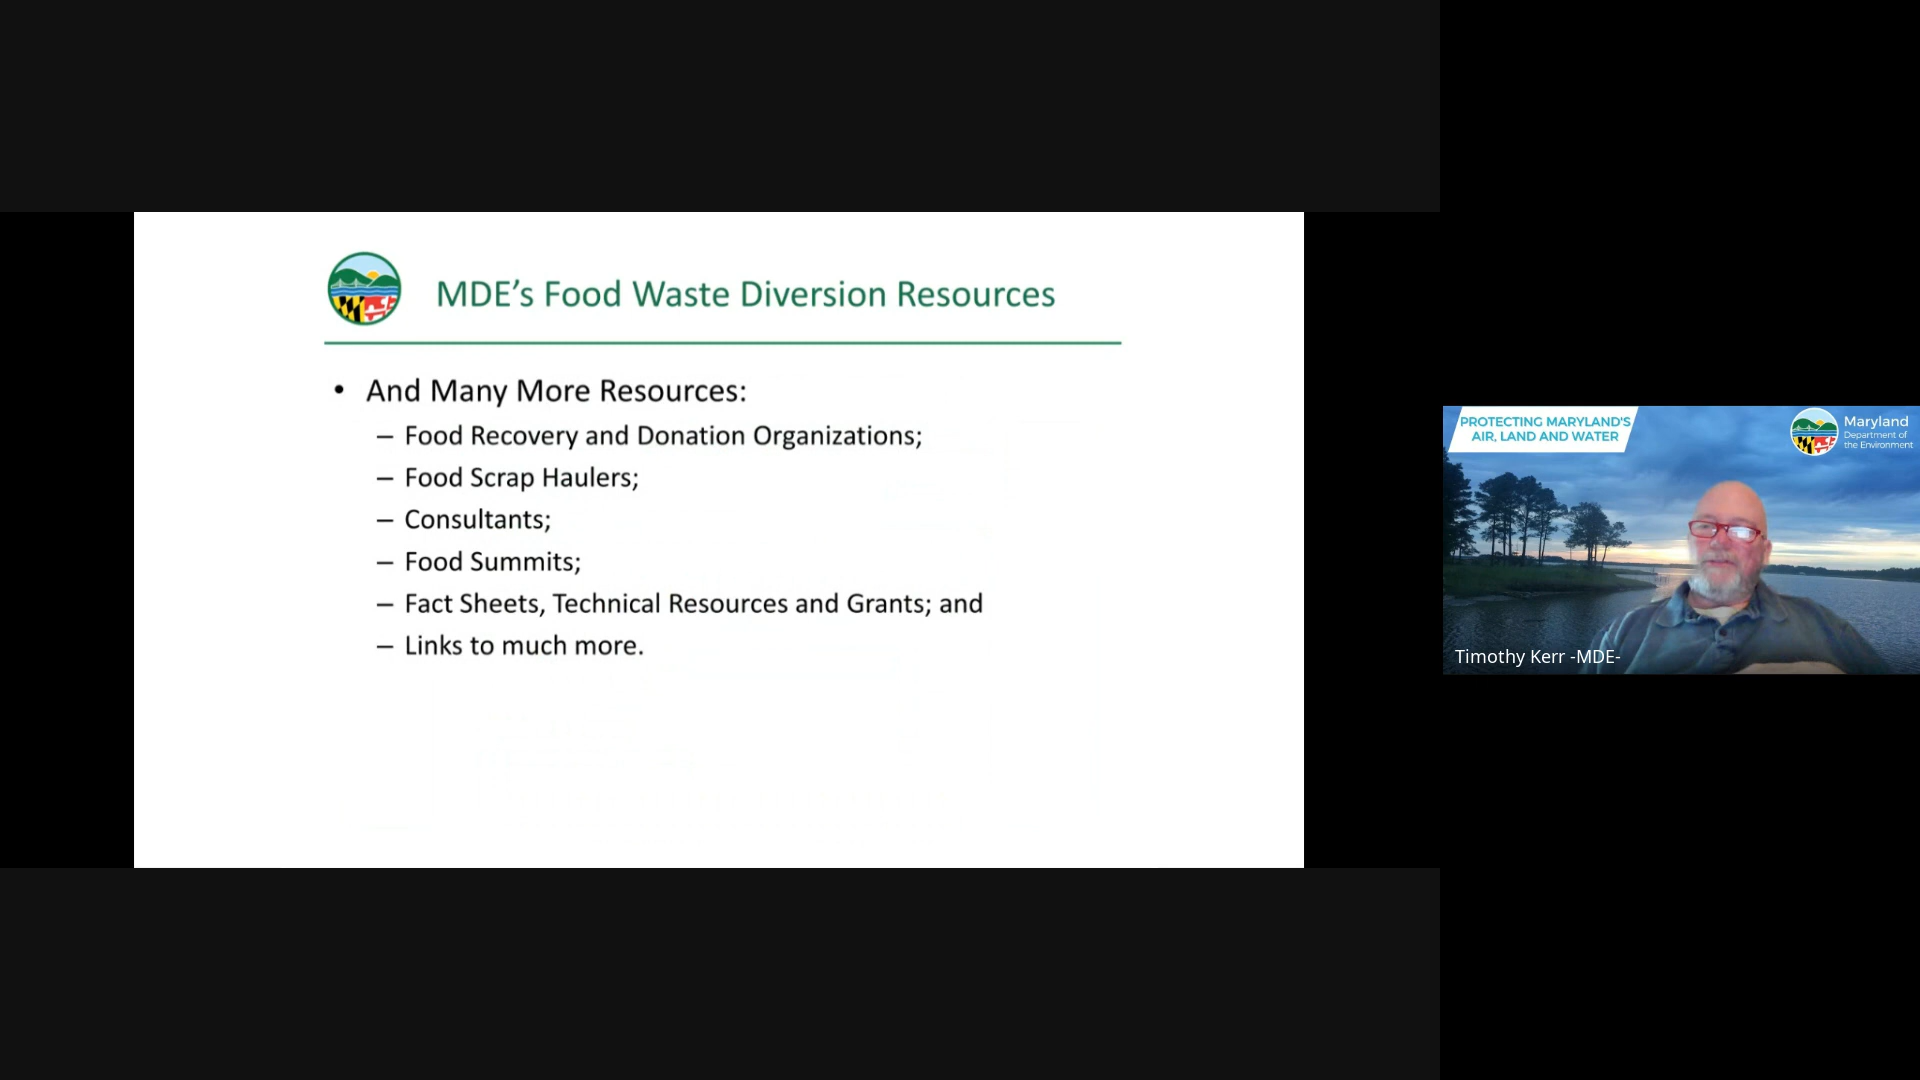 MDE’s Food Waste Diversion Resources
• And Many More Resources:
– Food Recovery and Donation Organizations;
– Food Scrap Haulers;
– Consultants;
– Food Summits;
– Fact Sheets, Technical Resources and Grants; and
– Links to much more.
PROTECTING MARYLAND'S
AIR, LAND AND WATER
Maryland
Department of
the Environment
Timothy Kerr -MDE-